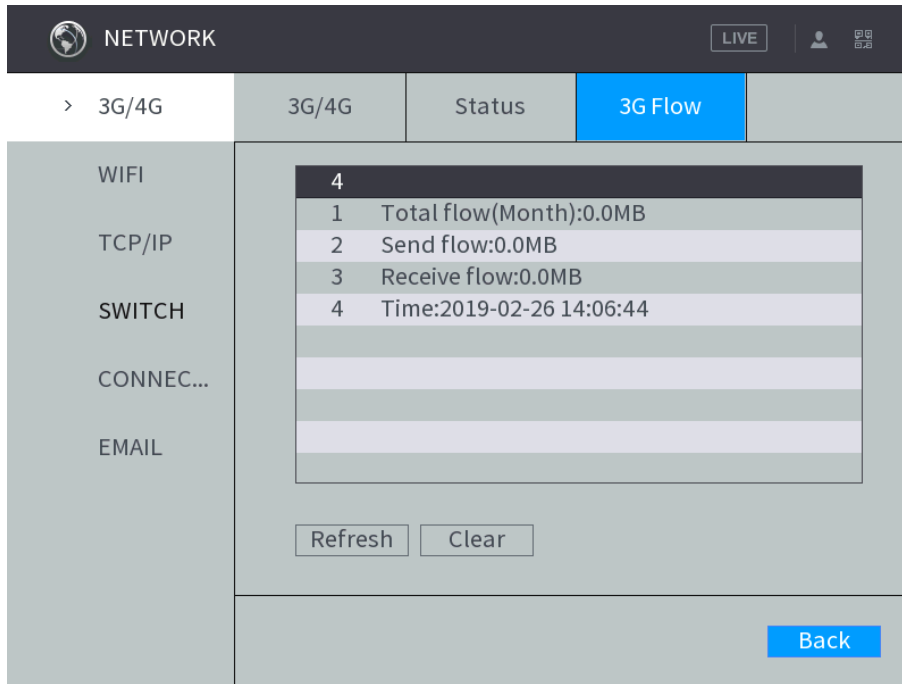 NETWORK
LIVE
> 3G/4G
3G/4G
Status
3G Flow
WIFI
TCP/IP
SWITCH
CONNEC...
EMAIL
4
1 Total flow(Month):0.0MB
2 Send flow:0.0MB
3 Receive flow:0.0MB
4 Time:2019-02-26 14:06:44
Refresh
Clear
Back